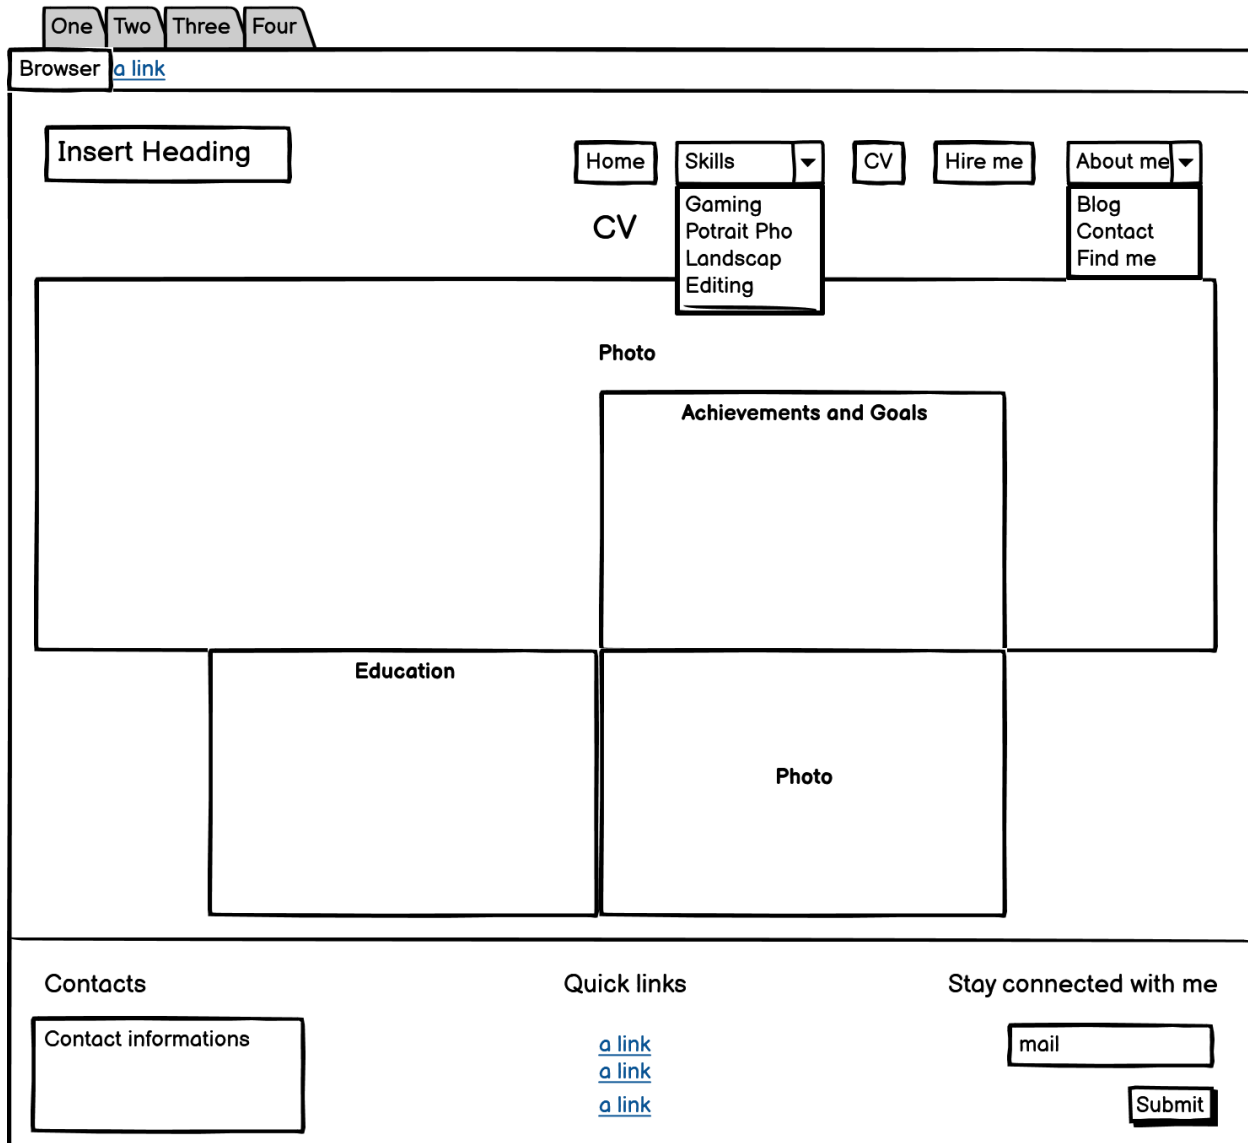 One Two Three Four
Browser a link
Insert Heading
Home Skills CV Hire me About me
Gaming
Potrait Pho
Landscap
Editing
Blog
Contact
Find me
CV
Photo
Achievements and Goals
Education
Photo
Contacts
Contact informations
Quick links
a link
a link
a link
Stay connected with me
mail
Submit